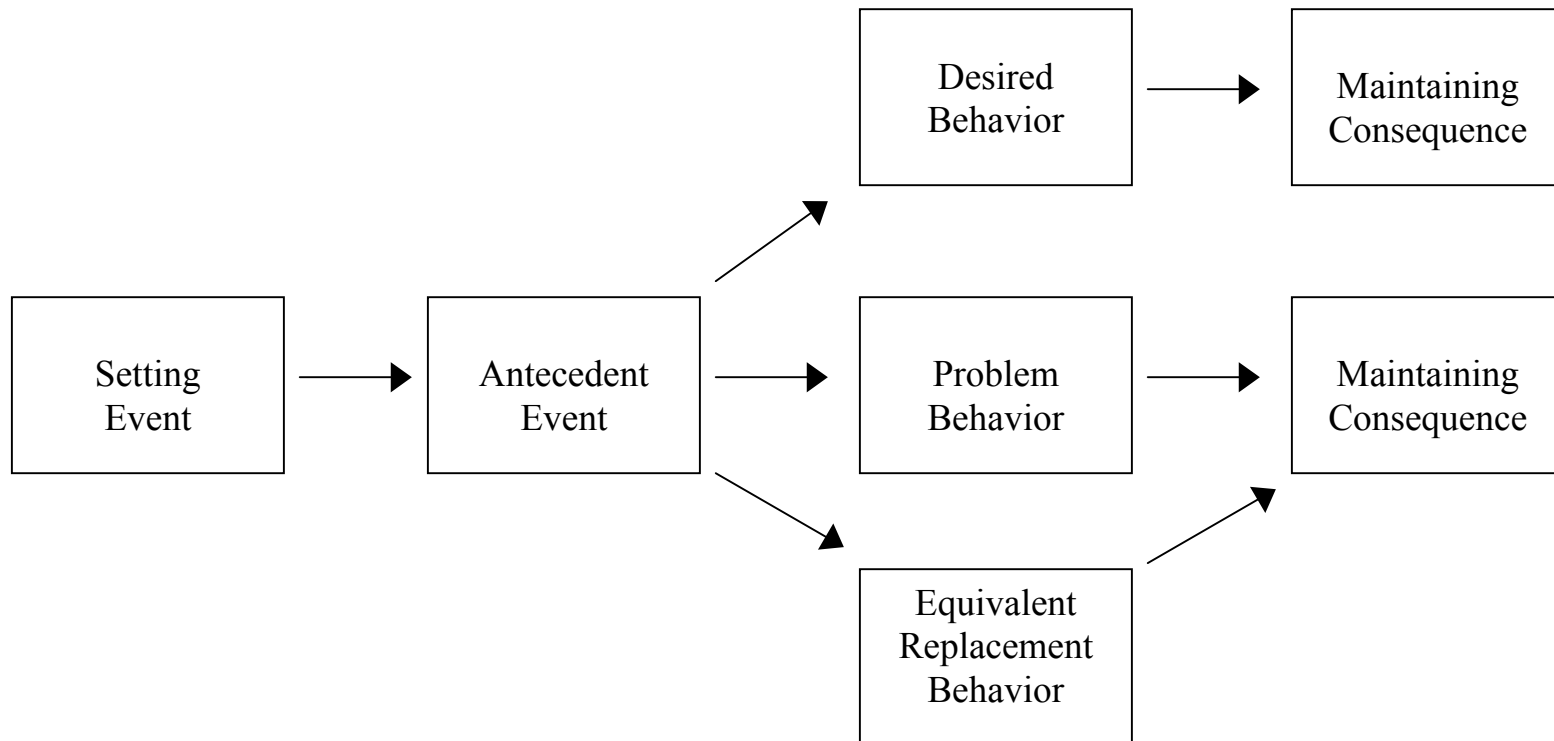 Desired
Behavior
Maintaining
Consequence
Setting
Event
Antecedent
Event
Problem
Behavior
Maintaining
Consequence
Equivalent
Replacement
Behavior